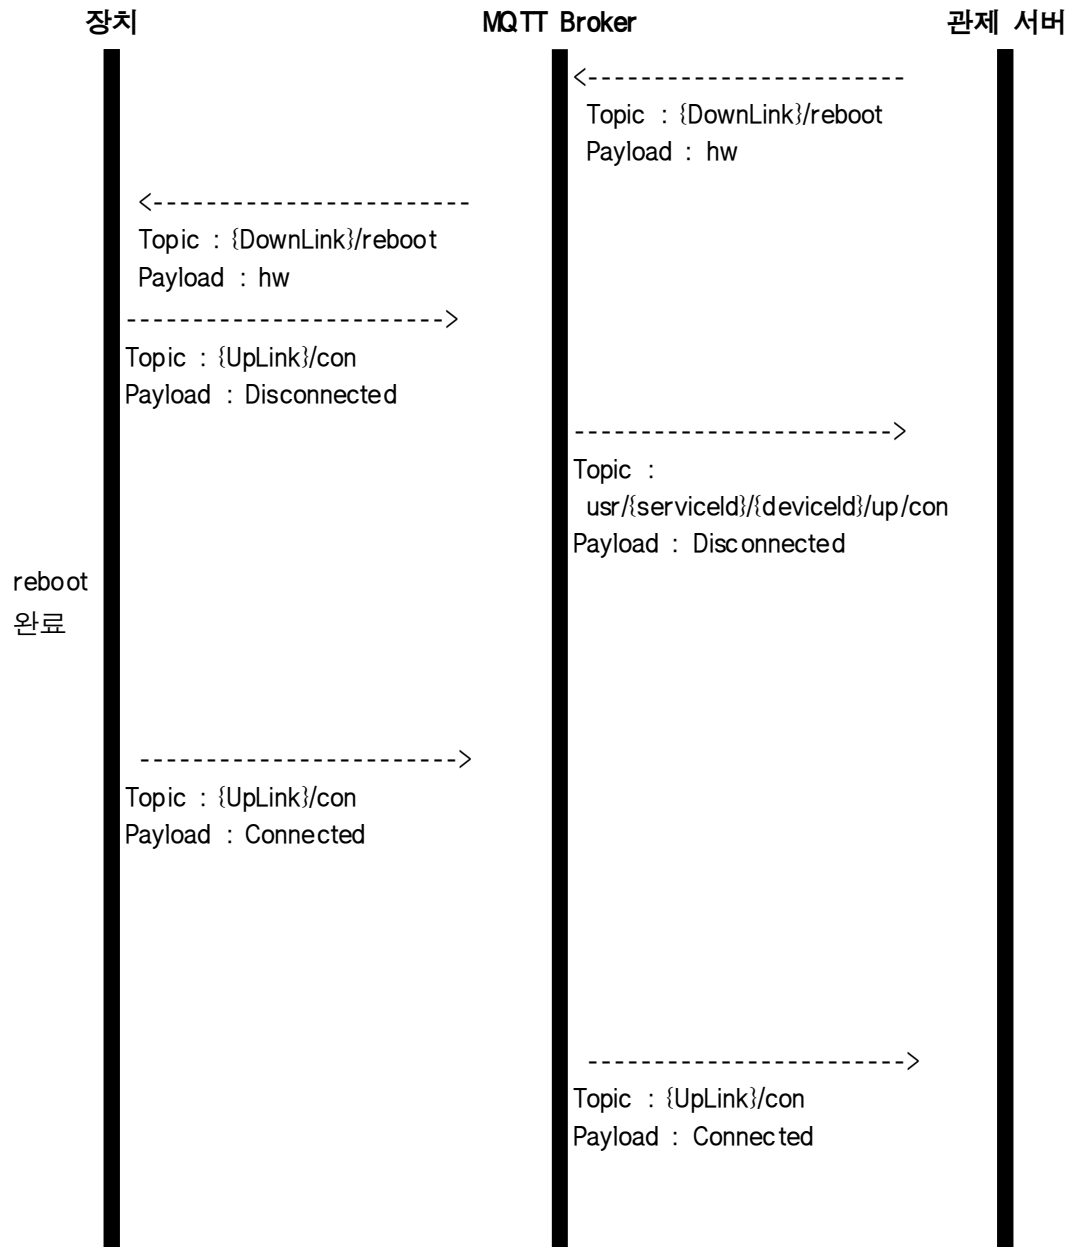 장치 MQTT Broker 관제 서버
<------------------------
Topic : {DownLink}/reboot
Payload : hw
<------------------------
Topic : {DownLink}/reboot
Payload : hw
------------------------>
Topic : {UpLink}/con
Payload : Disconnected
------------------------>
Topic :
usr/{serviceId}/{deviceId}/up/con
Payload : Disconnected
reboot
완료
------------------------>
Topic : {UpLink}/con
Payload : Connected
------------------------>
Topic : {UpLink}/con
Payload : Connected